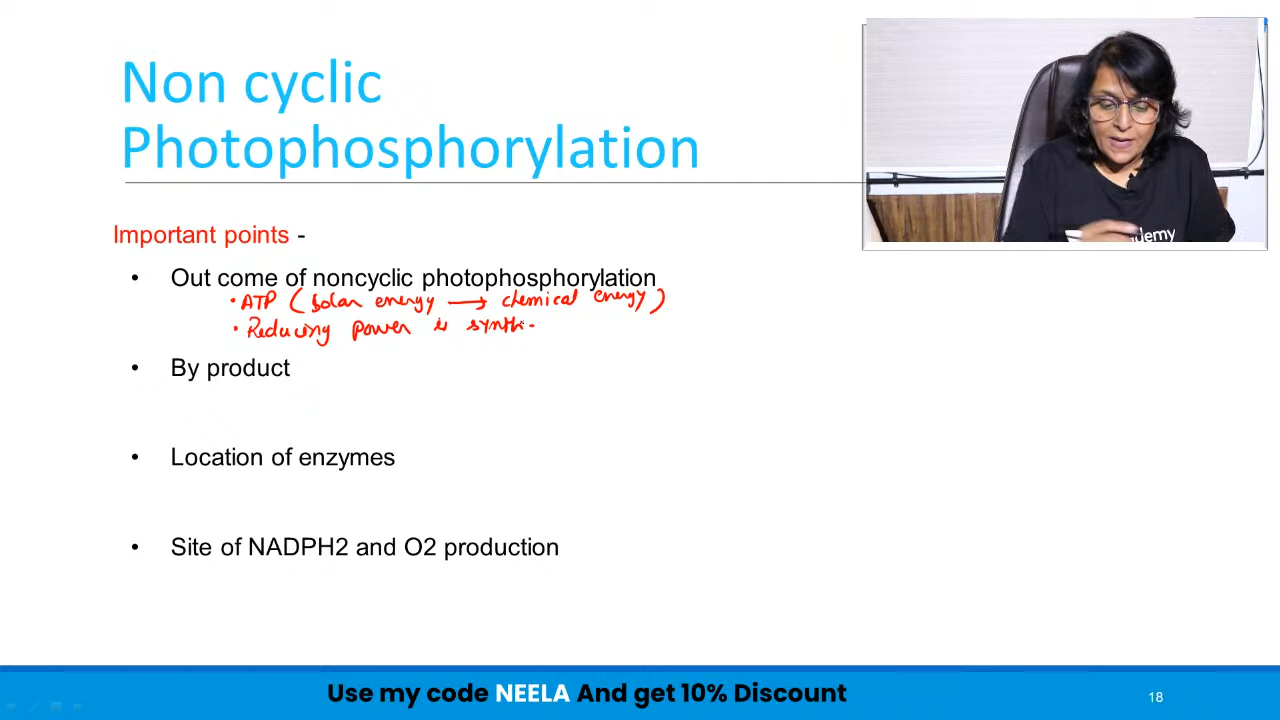 Non cyclic
Photophosphorylation
Important points -
• Out come of noncyclic photophosphorylation
• ATP (Solar energy → chemical energy)
• Reducing power is synth.
• By product
• Location of enzymes
• Site of NADPH2 and O2 production
demy
Use my code NEELA And get 10% Discount
18